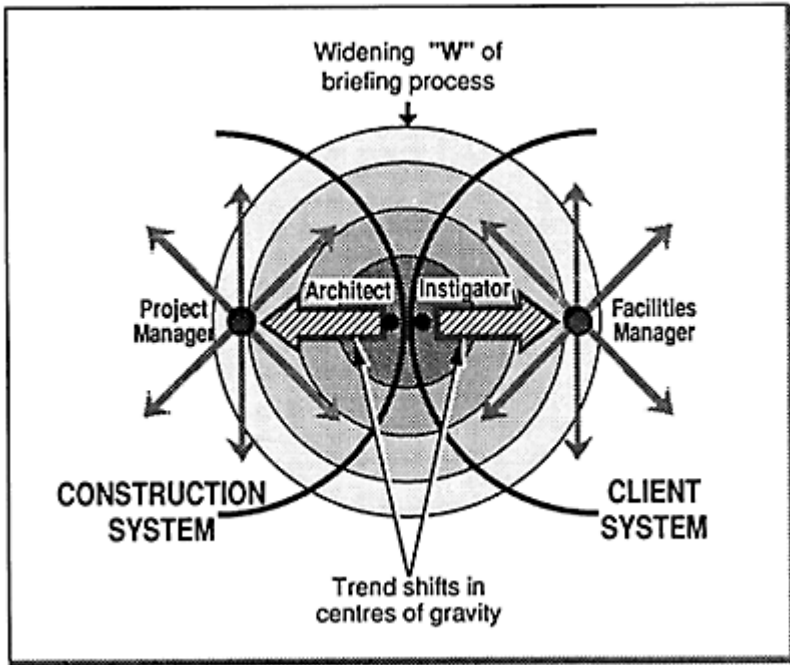 Widening "W" of
briefing process
Architect
Instigator
Project
Manager
Facilities
Manager
CONSTRUCTION
SYSTEM
CLIENT
SYSTEM
Trend shifts in
centres of gravity